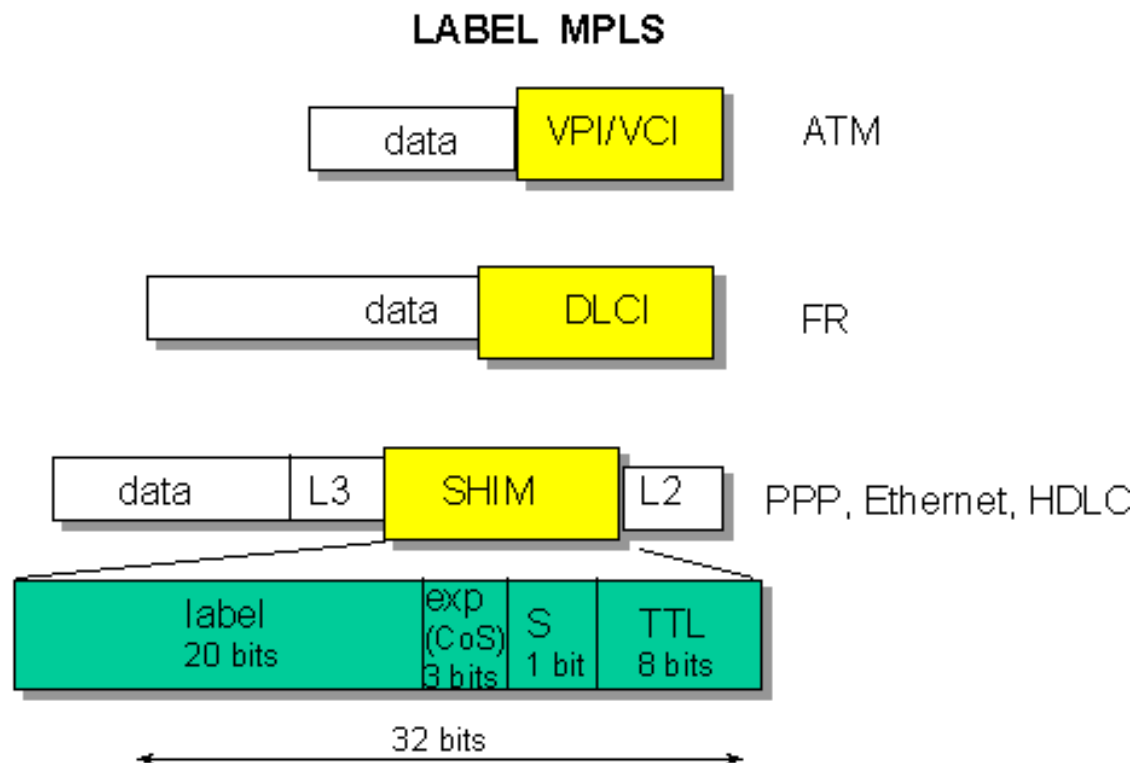 LABEL MPLS
data VPI/VCI ATM
data DLCI FR
data L3 SHIM L2 PPP, Ethernet, HDLC
label
20 bits
exp
(CoS)
3 bits
S
1 bit
TTL
8 bits
32 bits